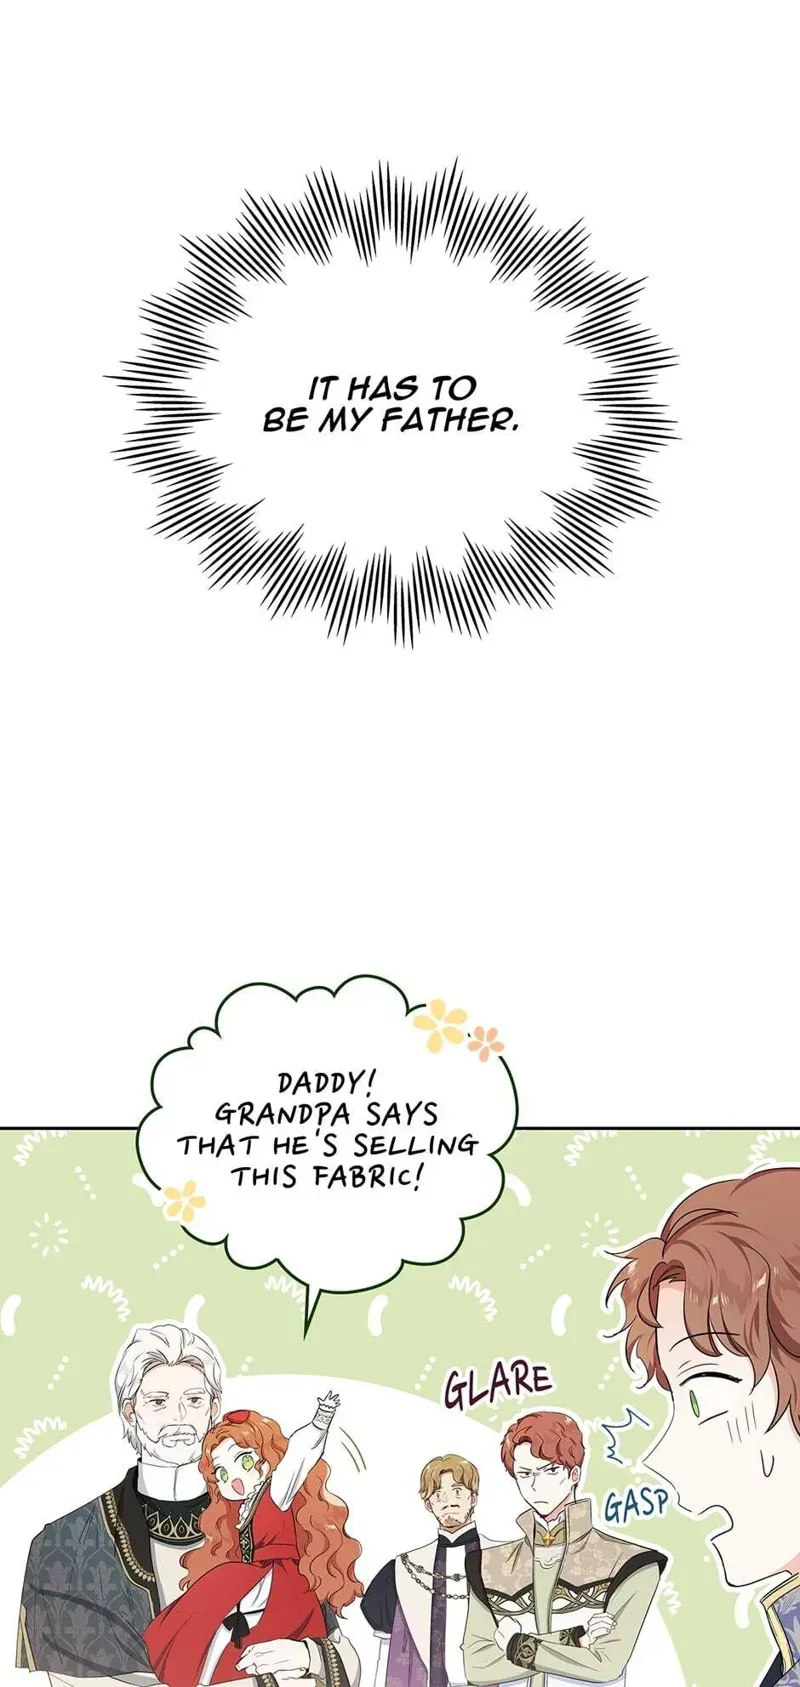 IT HAS TO
BE MY FATHER.
DADDY!
GRANDPA SAYS
THAT HE'S SELLING
THIS FABRIC!
GLARE
GASP